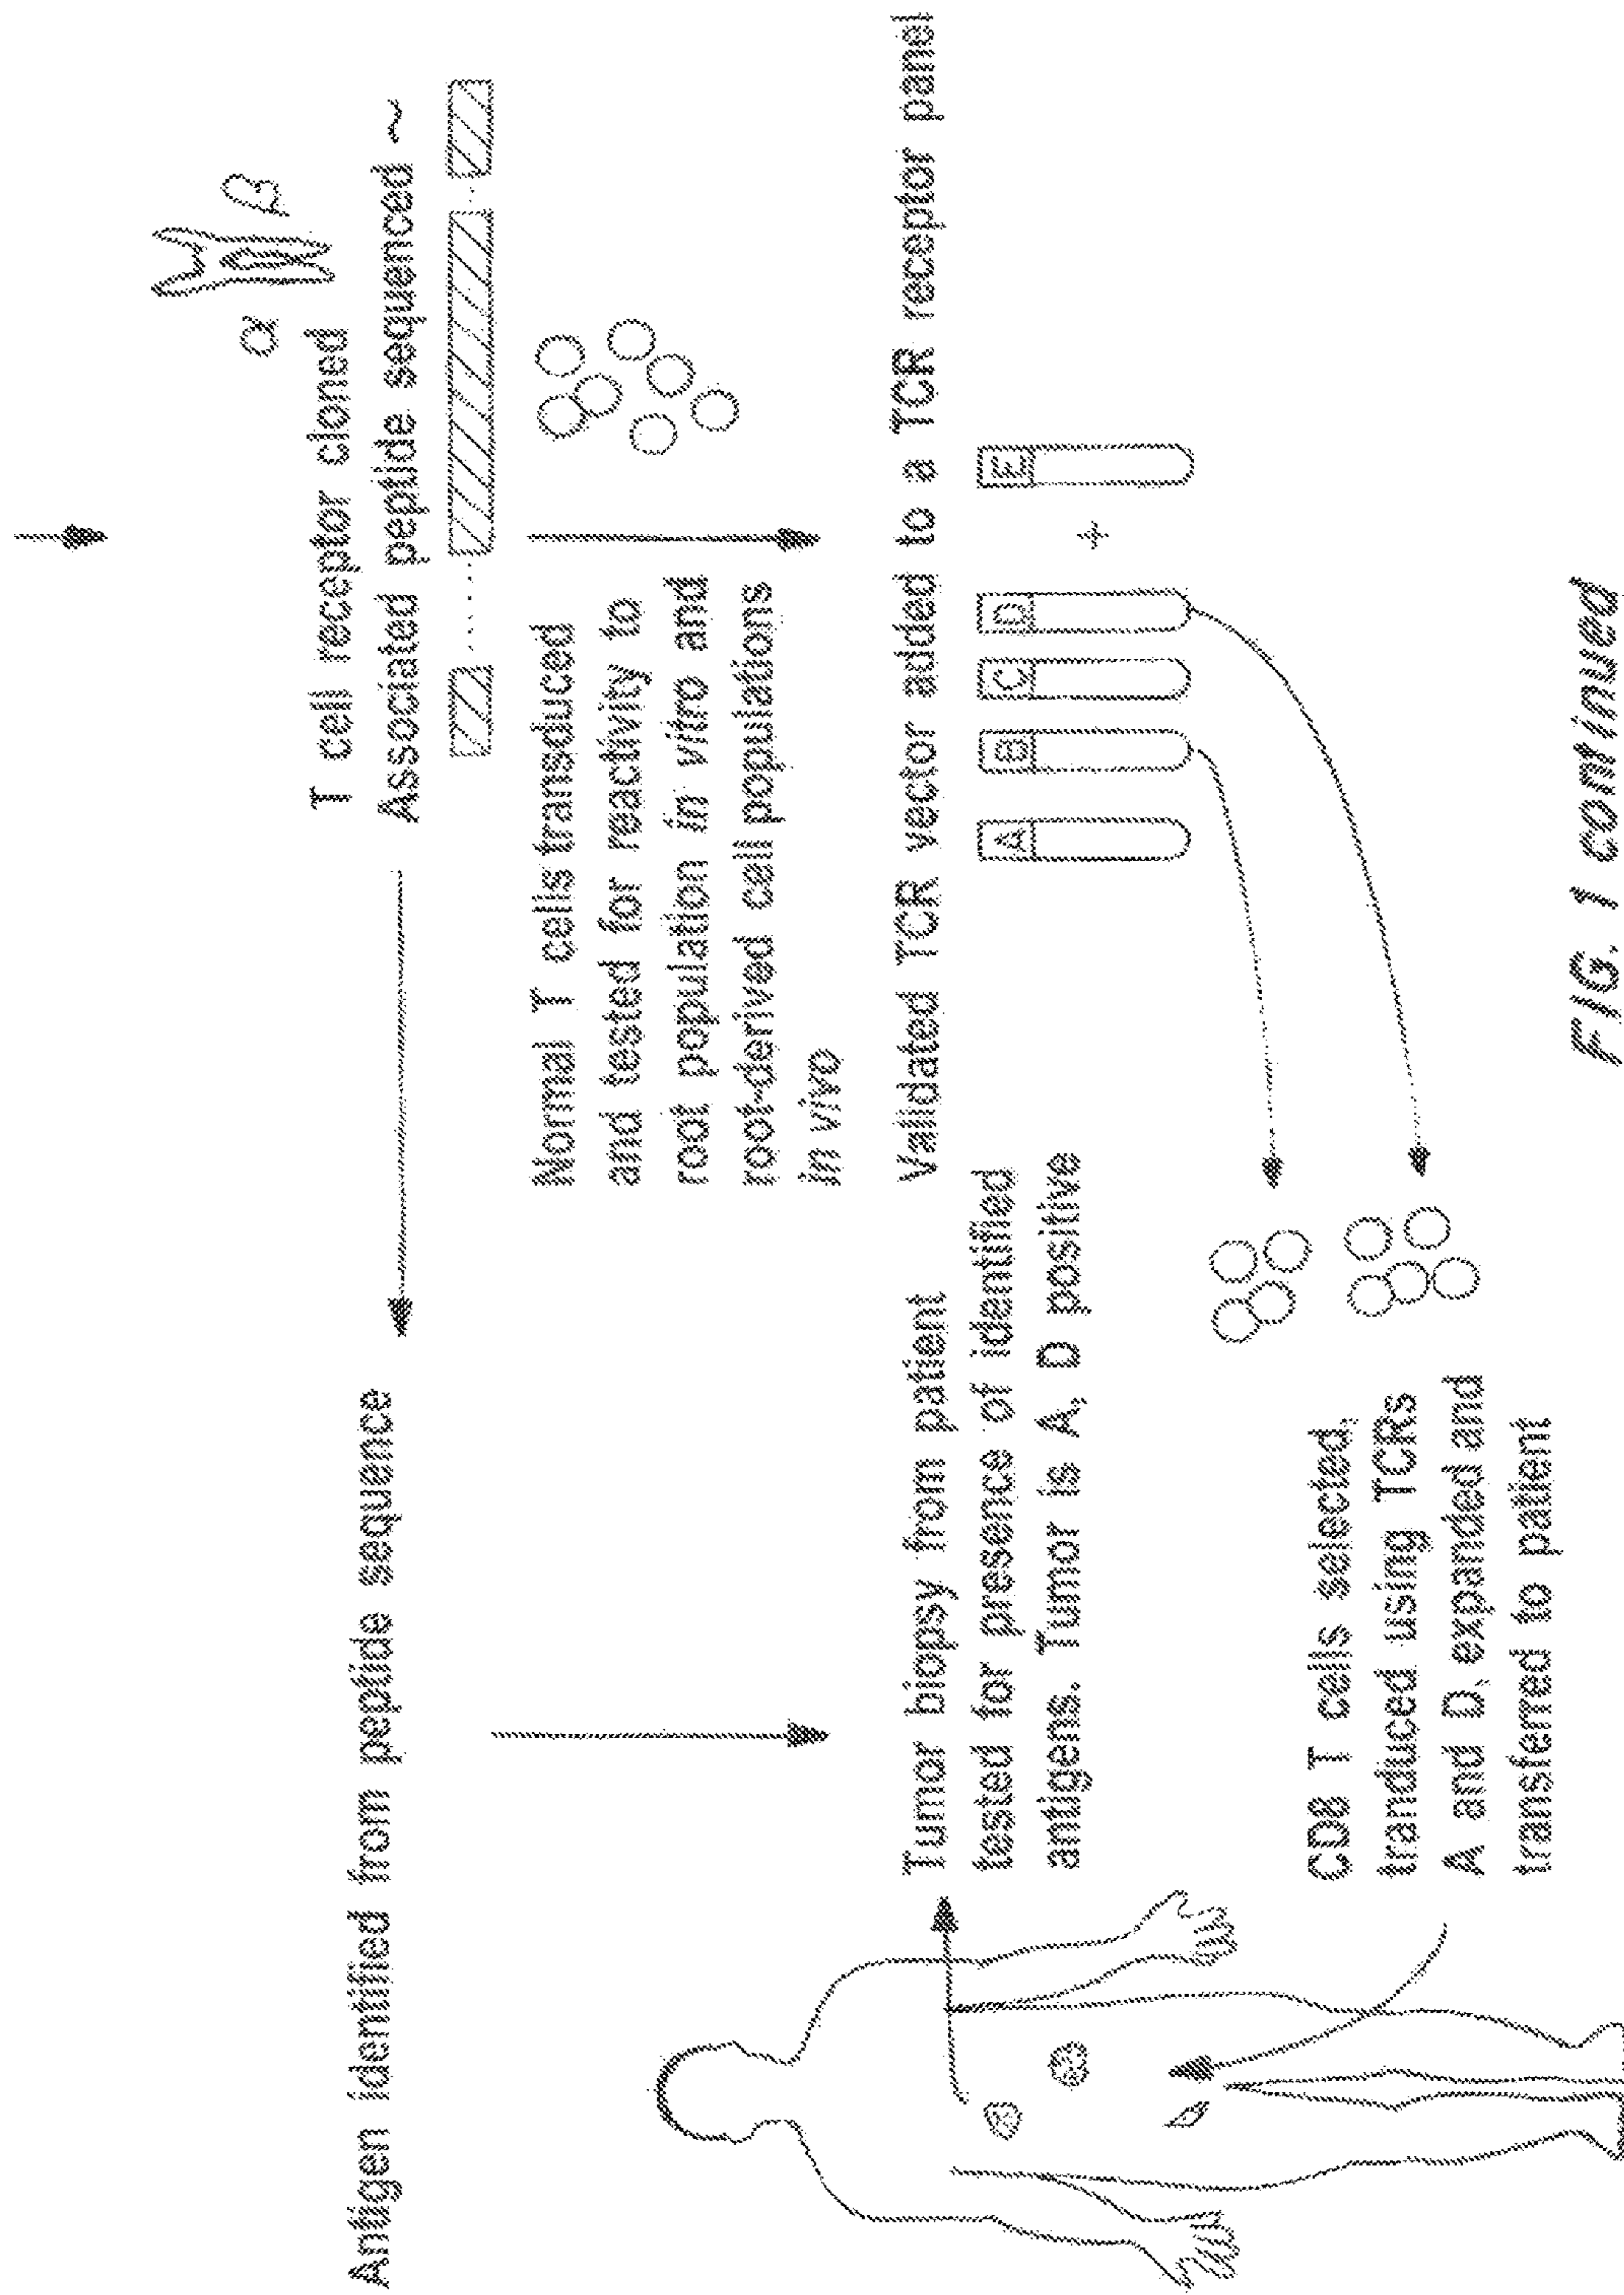 α β
T cell receptor cloned
Associated peptide sequenced ~
Antigen identified from peptide sequence
Normal T cells transduced
and tested for reactivity to
root population in vitro and
root-derived cell populations
in vivo
Validated TCR vector added to a TCR receptor panel
A B C D + E
Tumor biopsy from patient
tested for presence of identified
antigens. Tumor is A, D positive
CD8 T cells selected,
tranduced using TCRs
A and D, expanded and
transferred to patient
FIG. 1 continued